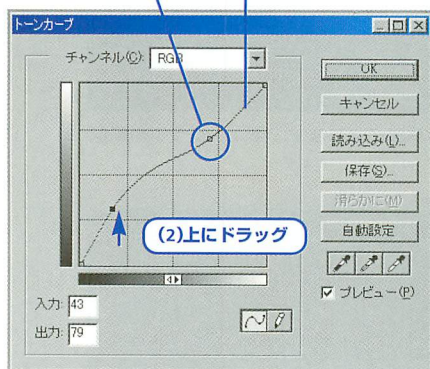 トーンカーブ
チャンネル(C): RGB
OK
キャンセル
読み込み(L)...
保存(S)...
滑らかに(M)
自動設定
プレビュー(P)
(2)上にドラッグ
入力: 43
出力: 79